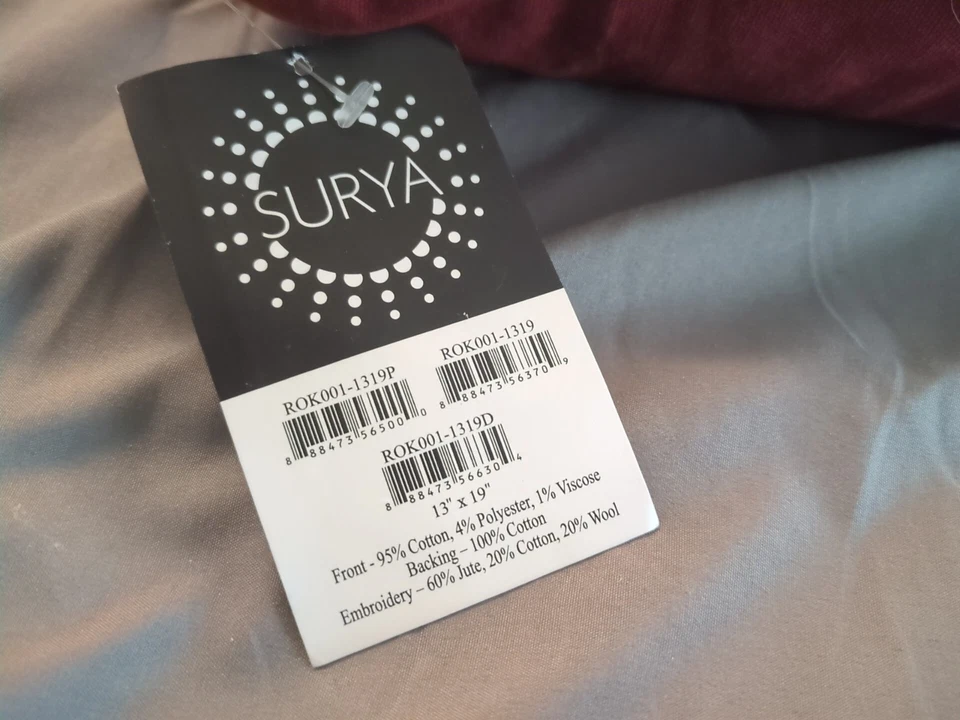 SURYA
ROK001-1319P
8 88473 56500 0
ROK001-1319
8 88473 56370 9
ROK001-1319D
8 88473 56630 4
13" x 19"
Front - 95% Cotton, 4% Polyester, 1% Viscose
Backing – 100% Cotton
Embroidery – 60% Jute, 20% Cotton, 20% Wool